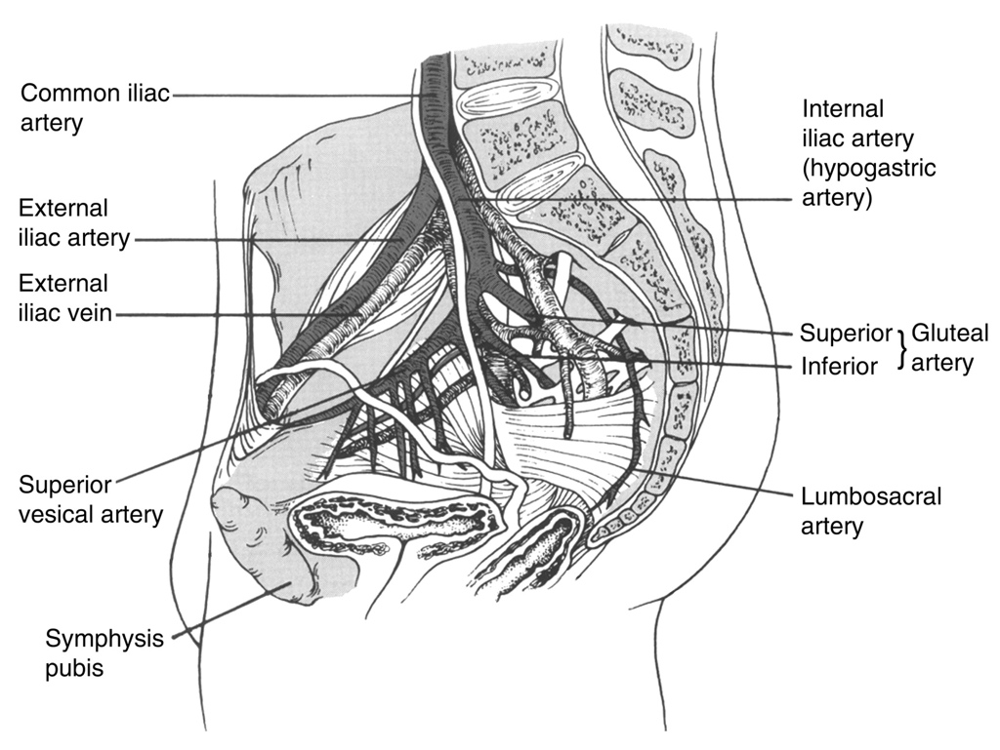 Common iliac
artery
External
iliac artery
External
iliac vein
Superior
vesical artery
Symphysis
pubis
Internal
iliac artery
(hypogastric
artery)
Superior } Gluteal
Inferior artery
Lumbosacral
artery